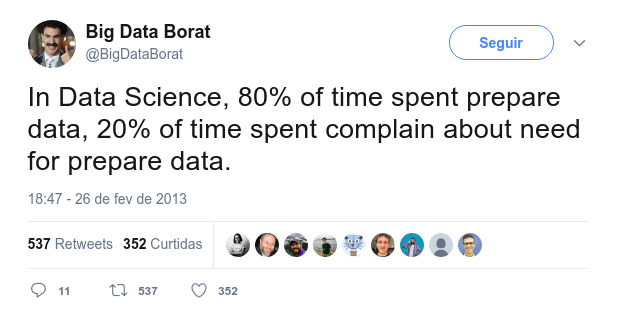 Big Data Borat
@BigDataBorat
Seguir
In Data Science, 80% of time spent prepare
data, 20% of time spent complain about need
for prepare data.
18:47 - 26 de fev de 2013
537 Retweets 352 Curtidas
11 537 352